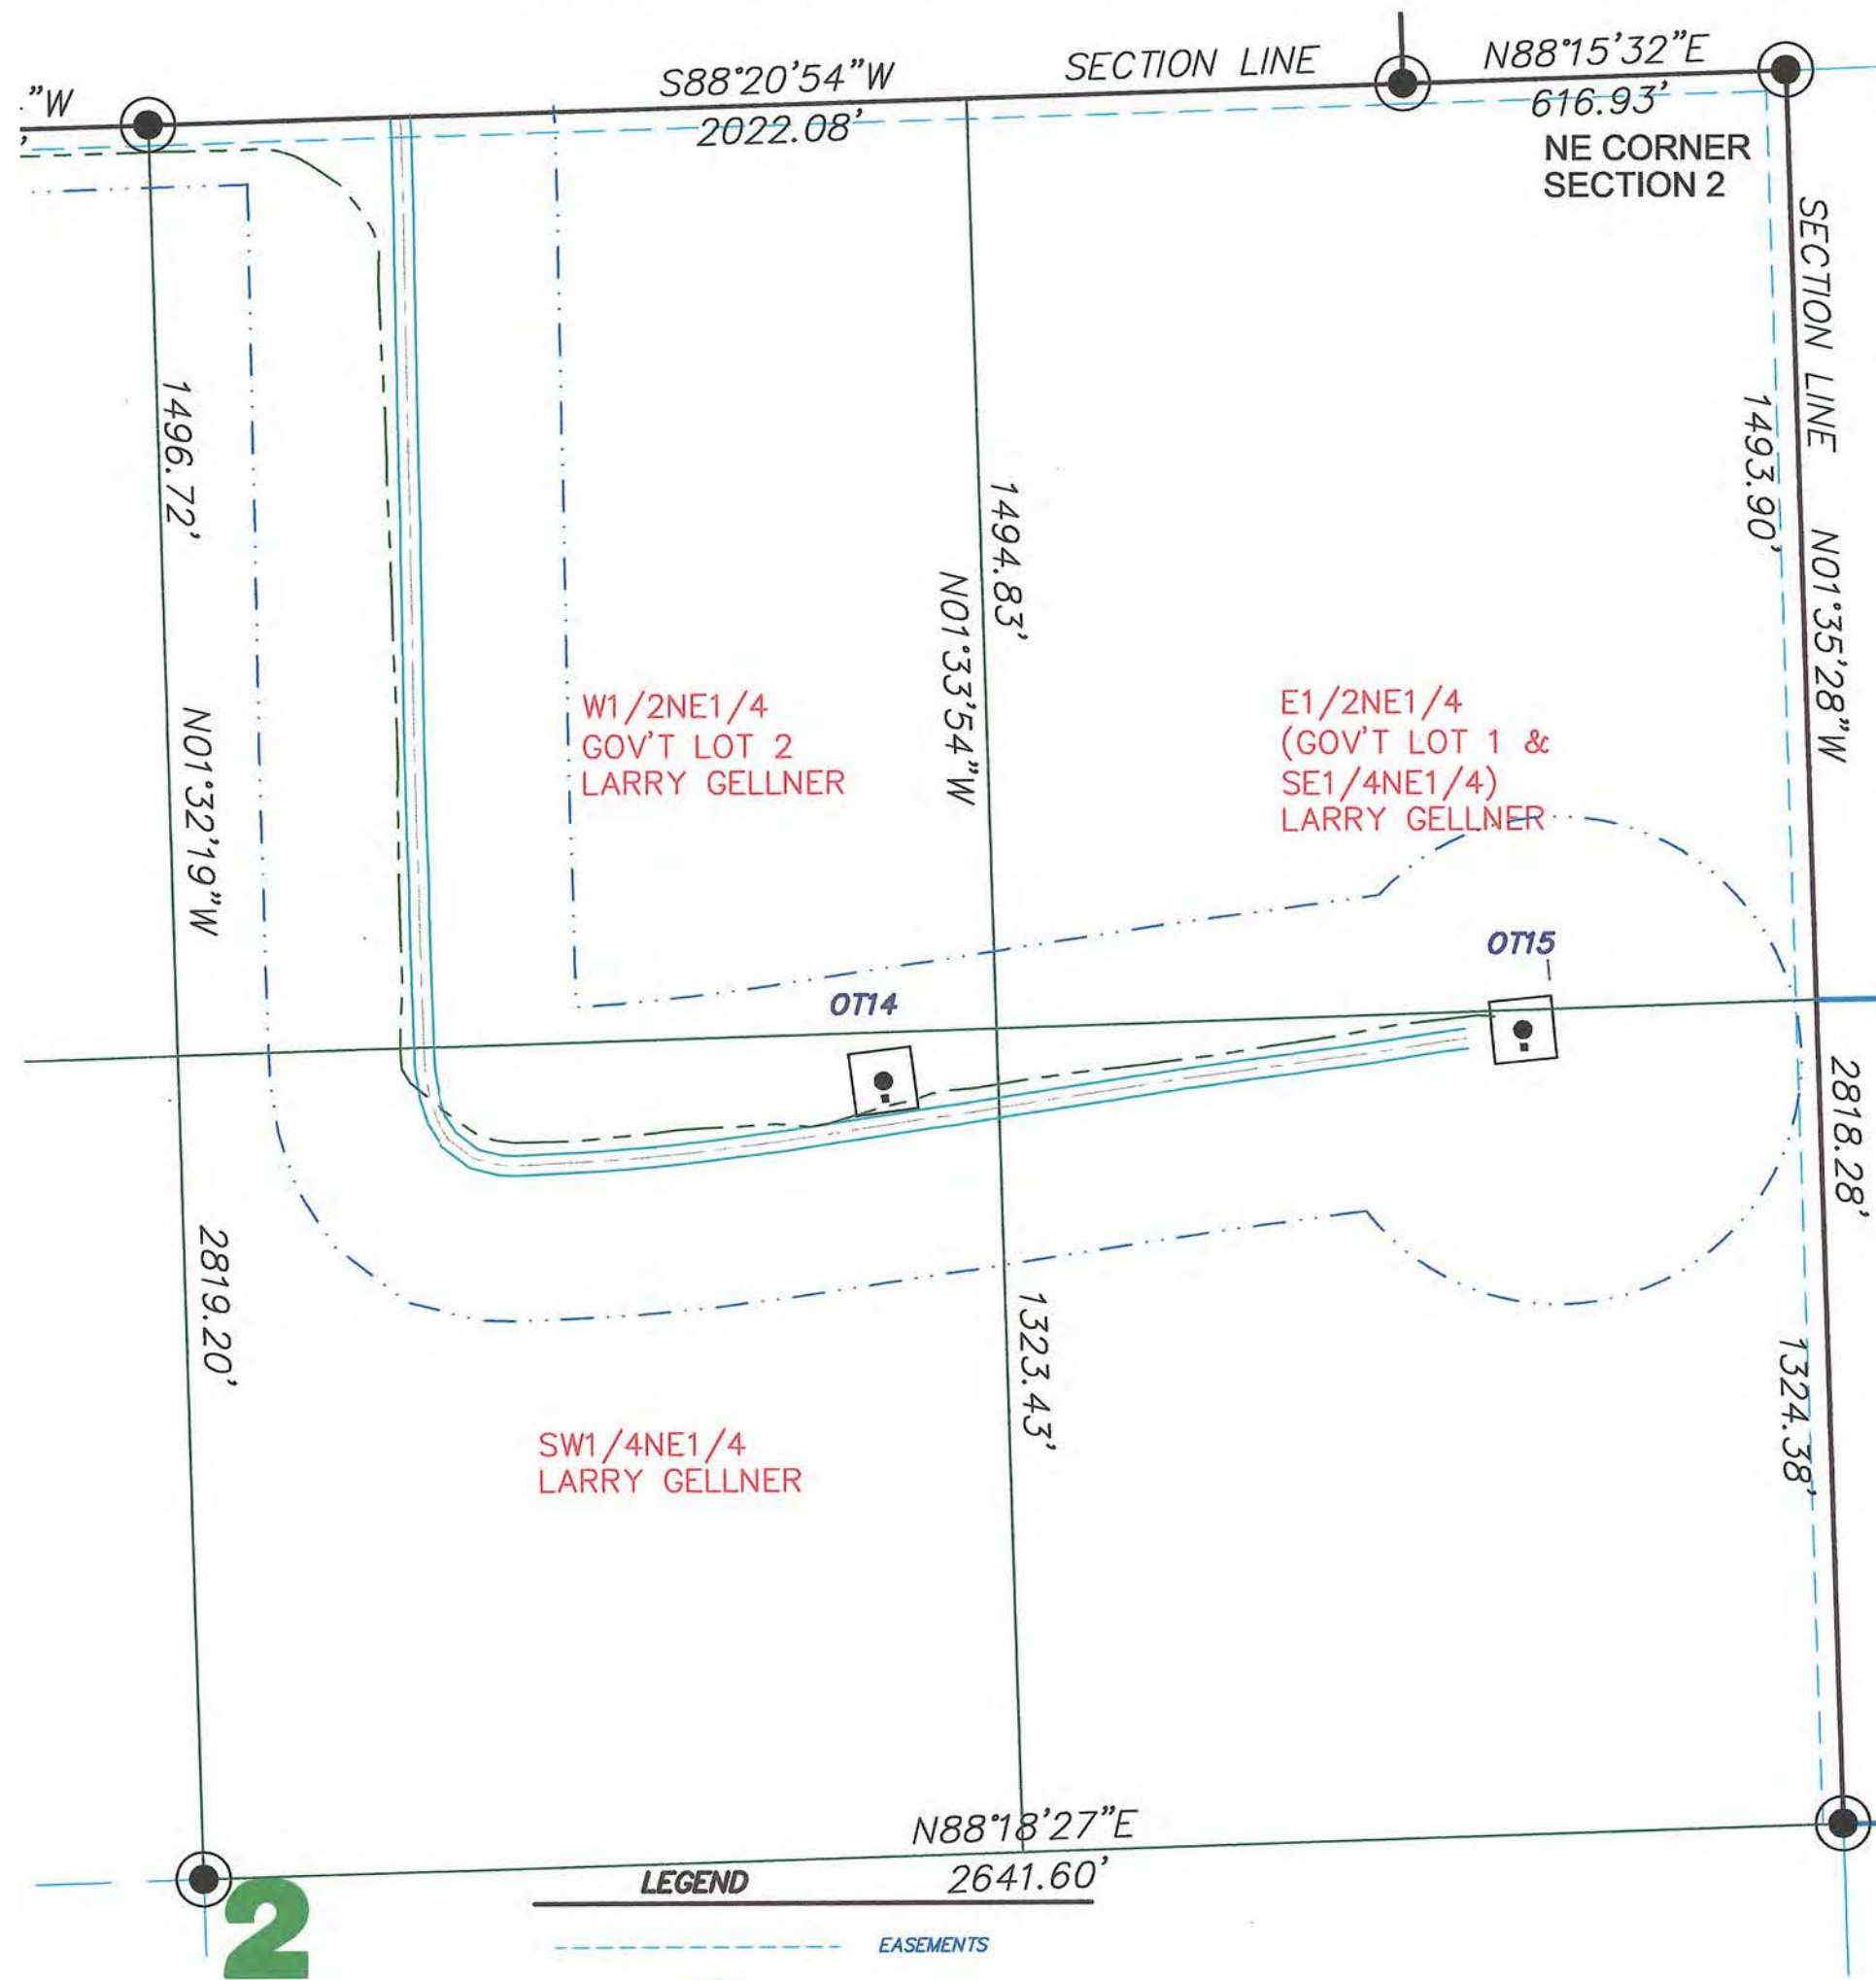 "W
'
S88°20'54"W
2022.08'
SECTION LINE
N88°15'32"E
616.93'
NE CORNER
SECTION 2
SECTION LINE
N01°35'28"W
1493.90'
1496.72'
N01°32'19"W
1494.83'
N01°33'54"W
W1/2NE1/4
GOV'T LOT 2
LARRY GELLNER
E1/2NE1/4
(GOV'T LOT 1 &
SE1/4NE1/4)
LARRY GELLNER
OT15
OT14
2818.28'
2819.20'
1323.43'
1324.38'
SW1/4NE1/4
LARRY GELLNER
N88°18'27"E
2641.60'
2
LEGEND
EASEMENTS